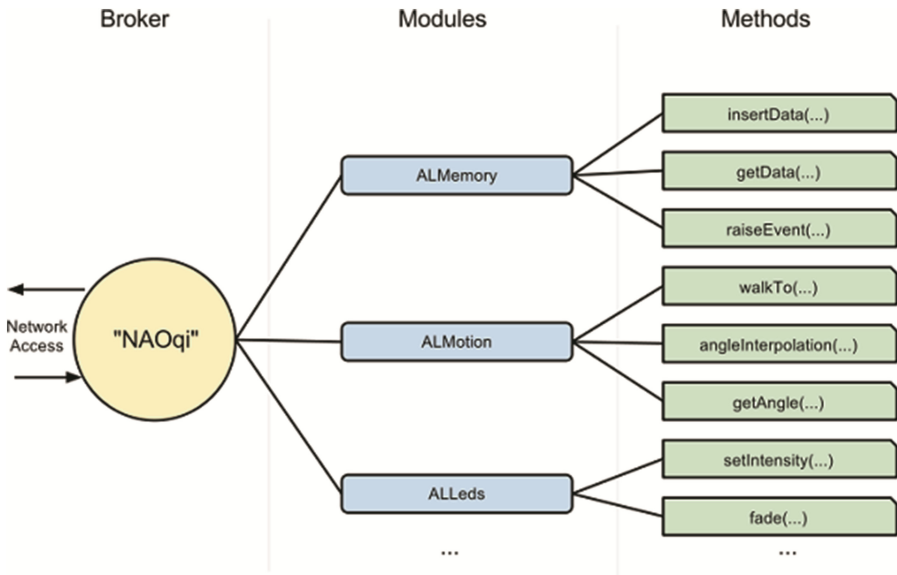 Broker
Modules
Methods
insertData(...)
ALMemory
getData(...)
raiseEvent(...)
walkTo(...)
Network
Access
"NAOqi"
ALMotion
angleInterpolation(...)
getAngle(...)
setIntensity(...)
ALLeds
fade(...)
...
...